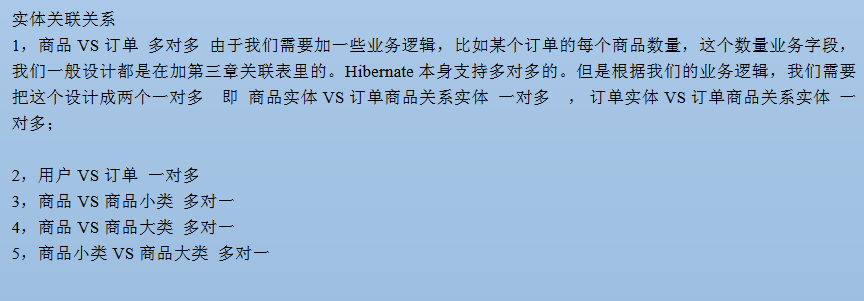 实体关联关系
1，商品 VS 订单 多对多 由于我们需要加一些业务逻辑，比如某个订单的每个商品数量，这个数量业务字段，
我们一般设计都是在加第三章关联表里的。Hibernate 本身支持多对多的。但是根据我们的业务逻辑，我们需要
把这个设计成两个一对多 即 商品实体 VS 订单商品关系实体 一对多 ， 订单实体 VS 订单商品关系实体 一
对多；
2，用户 VS 订单 一对多
3，商品 VS 商品小类 多对一
4，商品 VS 商品大类 多对一
5，商品小类 VS 商品大类 多对一